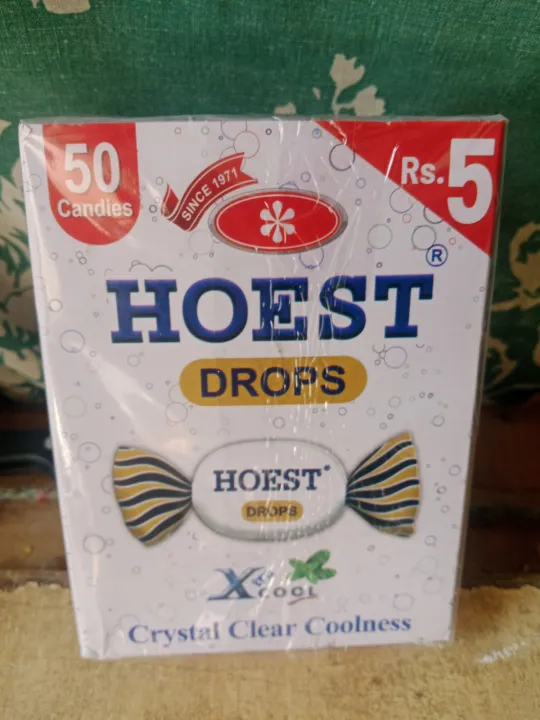 50
Candies
SINCE 1971
Rs.5
HOEST®
DROPS
HOEST®
DROPS
COOL
Crystal Clear Coolness